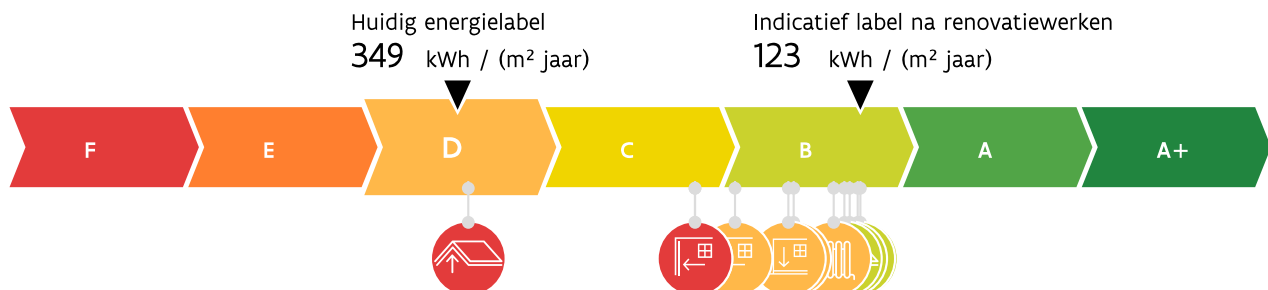 Huidig energielabel
349 kWh / (m² jaar)
Indicatief label na renovatiewerken
123 kWh / (m² jaar)
F E D C B A A+